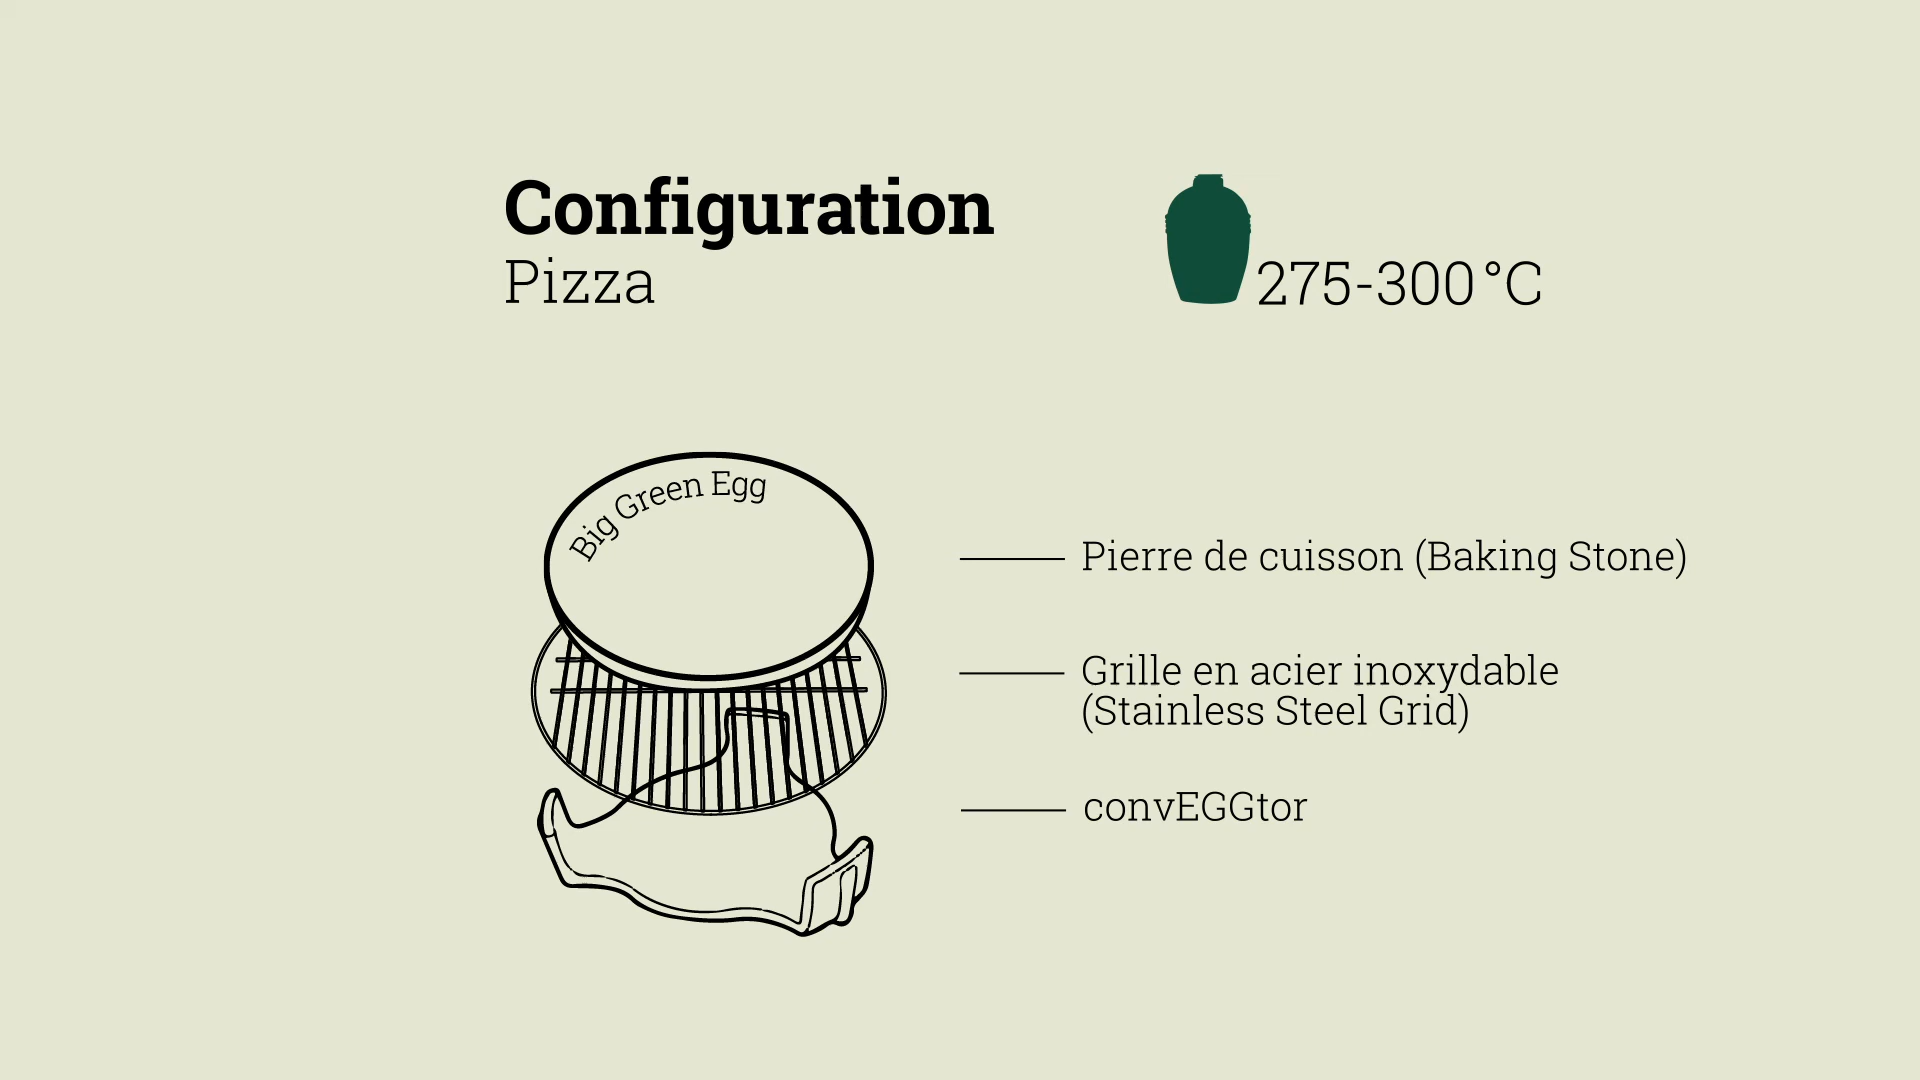 Configuration
Pizza
275-300 °C
Big Green Egg
Pierre de cuisson (Baking Stone)
Grille en acier inoxydable
(Stainless Steel Grid)
convEGGtor